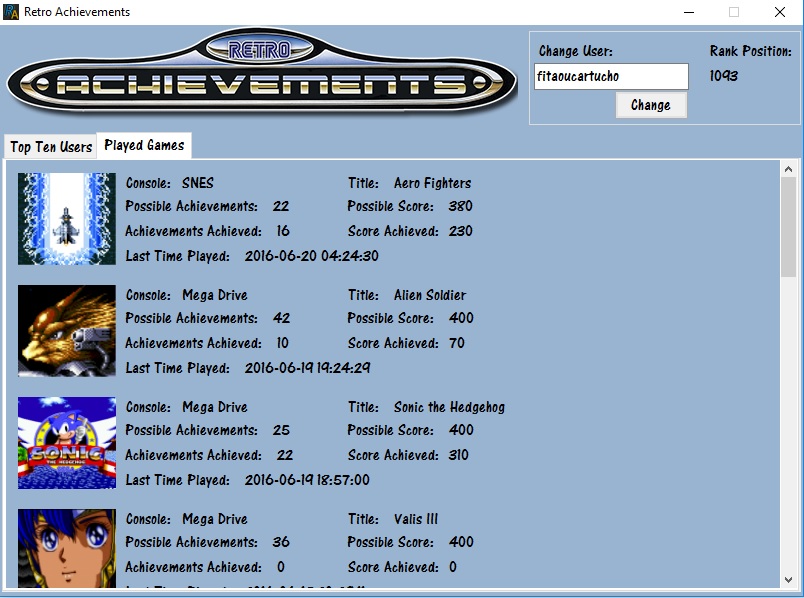 Retro Achievements
RETRO
ACHIEVEMENTS
Change User:
Rank Position:
fitaoucartucho
1093
Change
Top Ten Users
Played Games
Console: SNES Title: Aero Fighters
Possible Achievements: 22 Possible Score: 380
Achievements Achieved: 16 Score Achieved: 230
Last Time Played: 2016-06-20 04:24:30
Console: Mega Drive Title: Alien Soldier
Possible Achievements: 42 Possible Score: 400
Achievements Achieved: 10 Score Achieved: 70
Last Time Played: 2016-06-19 19:24:29
SONIC
THE HEDGEHOG
Console: Mega Drive Title: Sonic the Hedgehog
Possible Achievements: 25 Possible Score: 400
Achievements Achieved: 22 Score Achieved: 310
Last Time Played: 2016-06-19 18:57:00
Console: Mega Drive Title: Valis III
Possible Achievements: 36 Possible Score: 400
Achievements Achieved: 0 Score Achieved: 0